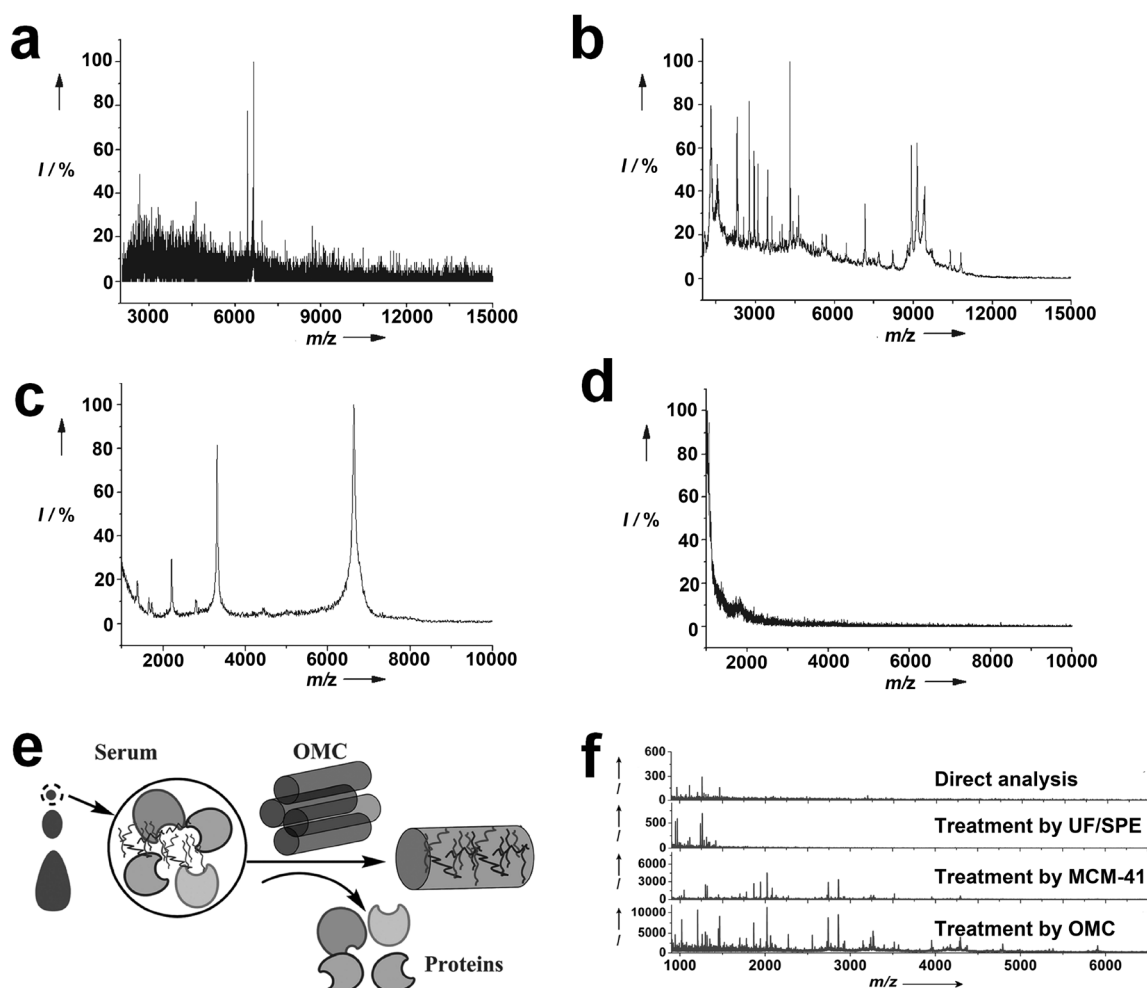 a
100
80
60
40
20
0
I / %
3000 6000 9000 12000 15000
m/z
b
100
80
60
40
20
0
I / %
3000 6000 9000 12000 15000
m/z
c
100
80
60
40
20
0
I / %
2000 4000 6000 8000 10000
m/z
d
100
80
60
40
20
0
I / %
2000 4000 6000 8000 10000
m/z
e
Serum
OMC
Proteins
f
600
300
0
I
Direct analysis
500
0
I
Treatment by UF/SPE
6000
3000
0
I
Treatment by MCM-41
10000
5000
0
I
Treatment by OMC
1000 2000 3000 4000 5000 6000
m/z